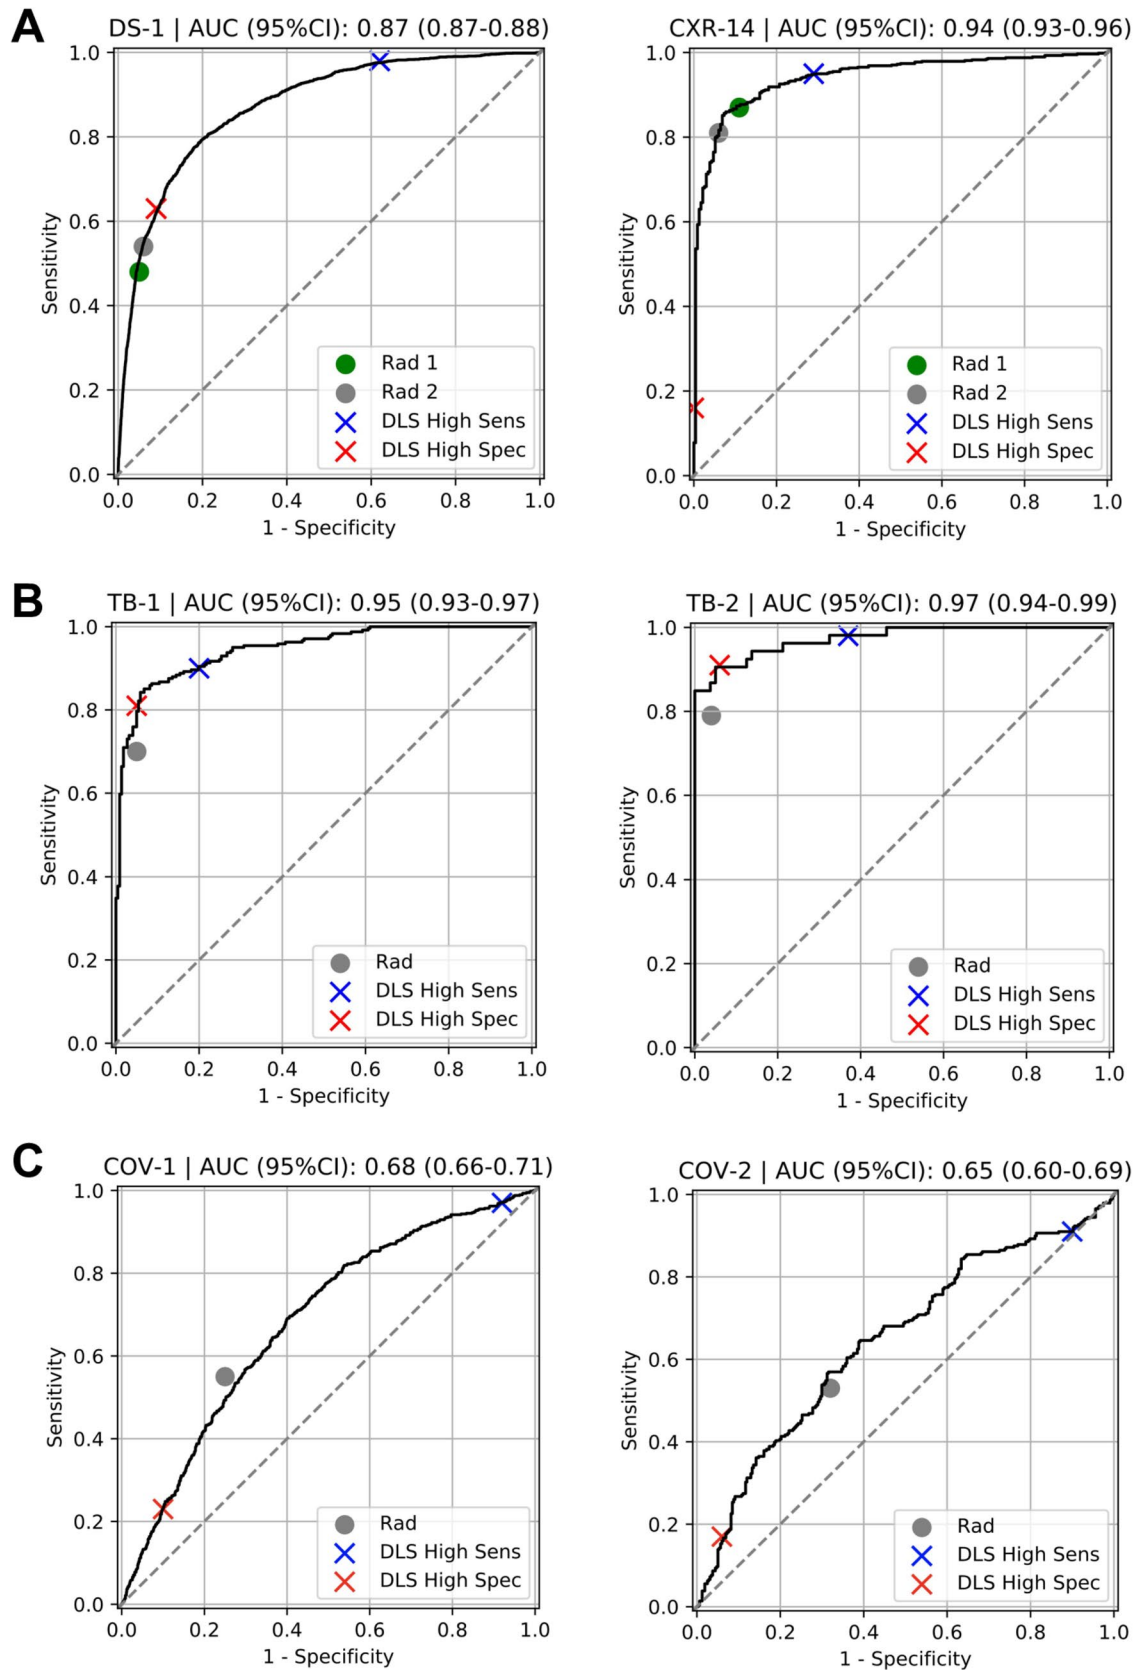 A
DS-1 | AUC (95%CI): 0.87 (0.87-0.88)
1.0
0.8
0.6
0.4
0.2
0.0
Sensitivity
Rad 1
Rad 2
DLS High Sens
DLS High Spec
0.0 0.2 0.4 0.6 0.8 1.0
1 - Specificity
CXR-14 | AUC (95%CI): 0.94 (0.93-0.96)
1.0
0.8
0.6
0.4
0.2
0.0
Sensitivity
Rad 1
Rad 2
DLS High Sens
DLS High Spec
0.0 0.2 0.4 0.6 0.8 1.0
1 - Specificity
B
TB-1 | AUC (95%CI): 0.95 (0.93-0.97)
1.0
0.8
0.6
0.4
0.2
0.0
Sensitivity
Rad
DLS High Sens
DLS High Spec
0.0 0.2 0.4 0.6 0.8 1.0
1 - Specificity
TB-2 | AUC (95%CI): 0.97 (0.94-0.99)
1.0
0.8
0.6
0.4
0.2
0.0
Sensitivity
Rad
DLS High Sens
DLS High Spec
0.0 0.2 0.4 0.6 0.8 1.0
1 - Specificity
C
COV-1 | AUC (95%CI): 0.68 (0.66-0.71)
1.0
0.8
0.6
0.4
0.2
0.0
Sensitivity
Rad
DLS High Sens
DLS High Spec
0.0 0.2 0.4 0.6 0.8 1.0
1 - Specificity
COV-2 | AUC (95%CI): 0.65 (0.60-0.69)
1.0
0.8
0.6
0.4
0.2
0.0
Sensitivity
Rad
DLS High Sens
DLS High Spec
0.0 0.2 0.4 0.6 0.8 1.0
1 - Specificity